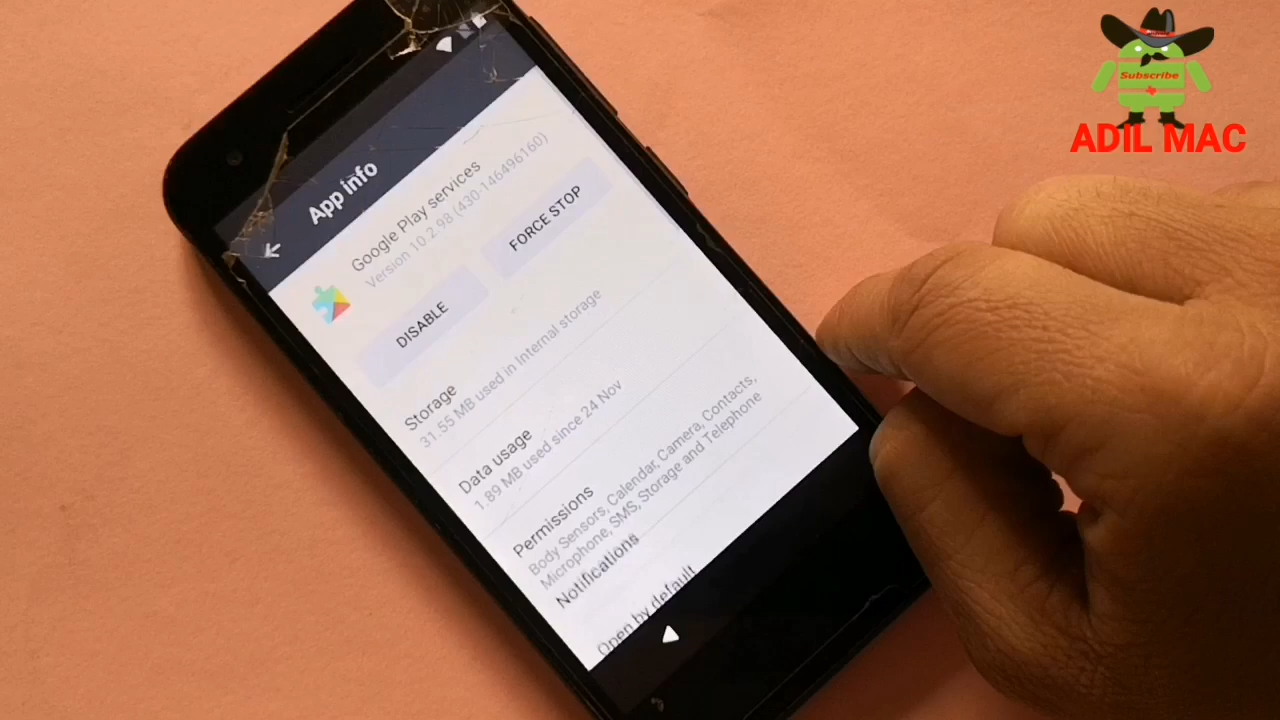 App info
Google Play services
Version 10.2.98 (430-146496160)
DISABLE
FORCE STOP
Storage
31.55 MB used in Internal storage
Data usage
1.89 MB used since 24 Nov
Permissions
Body Sensors, Calendar, Camera, Contacts,
Microphone, SMS, Storage and Telephone
Notifications
Open by default
Subscribe
ADIL MAC